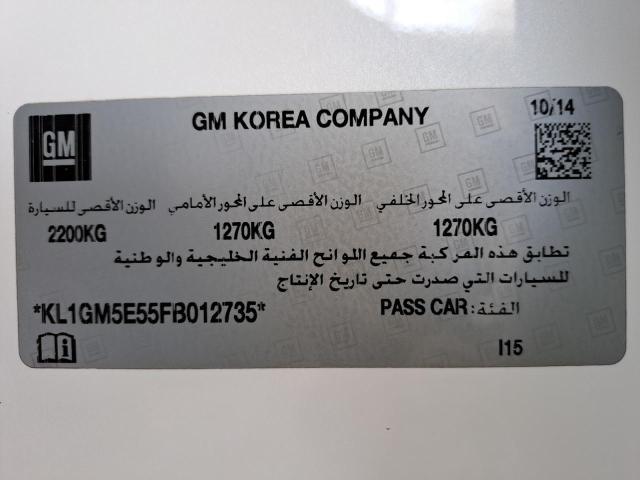 GM
GM KOREA COMPANY
10/14
الوزن الأقصى على المحور الخلفي الوزن الأقصى على المحور الأمامي الوزن الأقصى للسيارة
1270KG 1270KG 2200KG
تطابق هذه المركبة جميع اللوائح الفنية الخليجية والوطنية
للسيارات التي صدرت حتى تاريخ الإنتاج
الفئة: PASS CAR
*KL1GM5E55FB012735*
I15